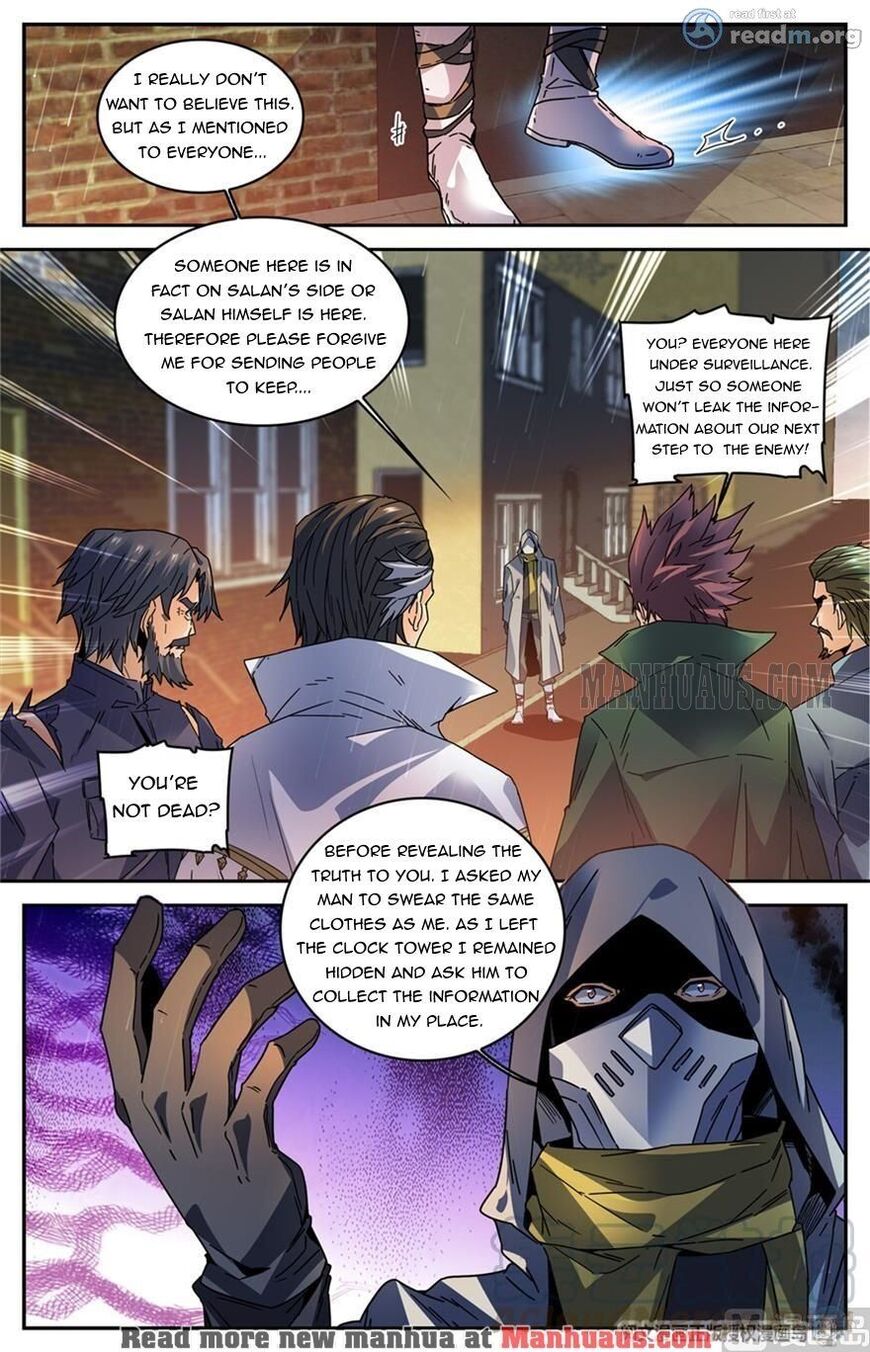 read first at
readm.org
I REALLY DON'T
WANT TO BELIEVE THIS.
BUT AS I MENTIONED
TO EVERYONE...
SOMEONE HERE IS IN
FACT ON SALAN'S SIDE OR
SALAN HIMSELF IS HERE.
THEREFORE PLEASE FORGIVE
ME FOR SENDING PEOPLE
TO KEEP....
YOU? EVERYONE HERE
UNDER SURVEILLANCE.
JUST SO SOMEONE
WON'T LEAK THE INFOR-
MATION ABOUT OUR NEXT
STEP TO THE ENEMY!
MANHUAUS.COM
YOU'RE
NOT DEAD?
BEFORE REVEALING THE
TRUTH TO YOU. I ASKED MY
MAN TO SWEAR THE SAME
CLOTHES AS ME. AS I LEFT
THE CLOCK TOWER I REMAINED
HIDDEN AND ASK HIM TO
COLLECT THE INFORMATION
IN MY PLACE.
Read more new manhua at Manhuaus.com